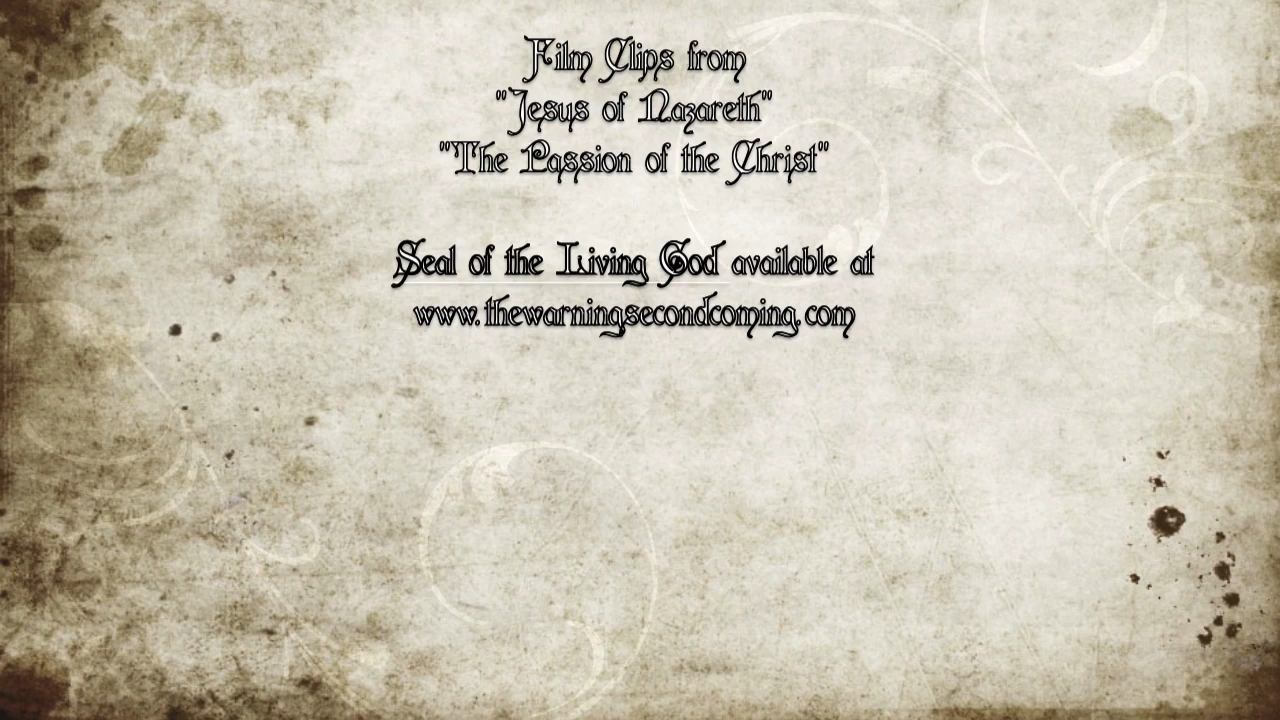 Film Clips from
"Jesus of Nazareth"
"The Passion of the Christ"
Seal of the Living God available at
www.thewarningsecondcoming.com